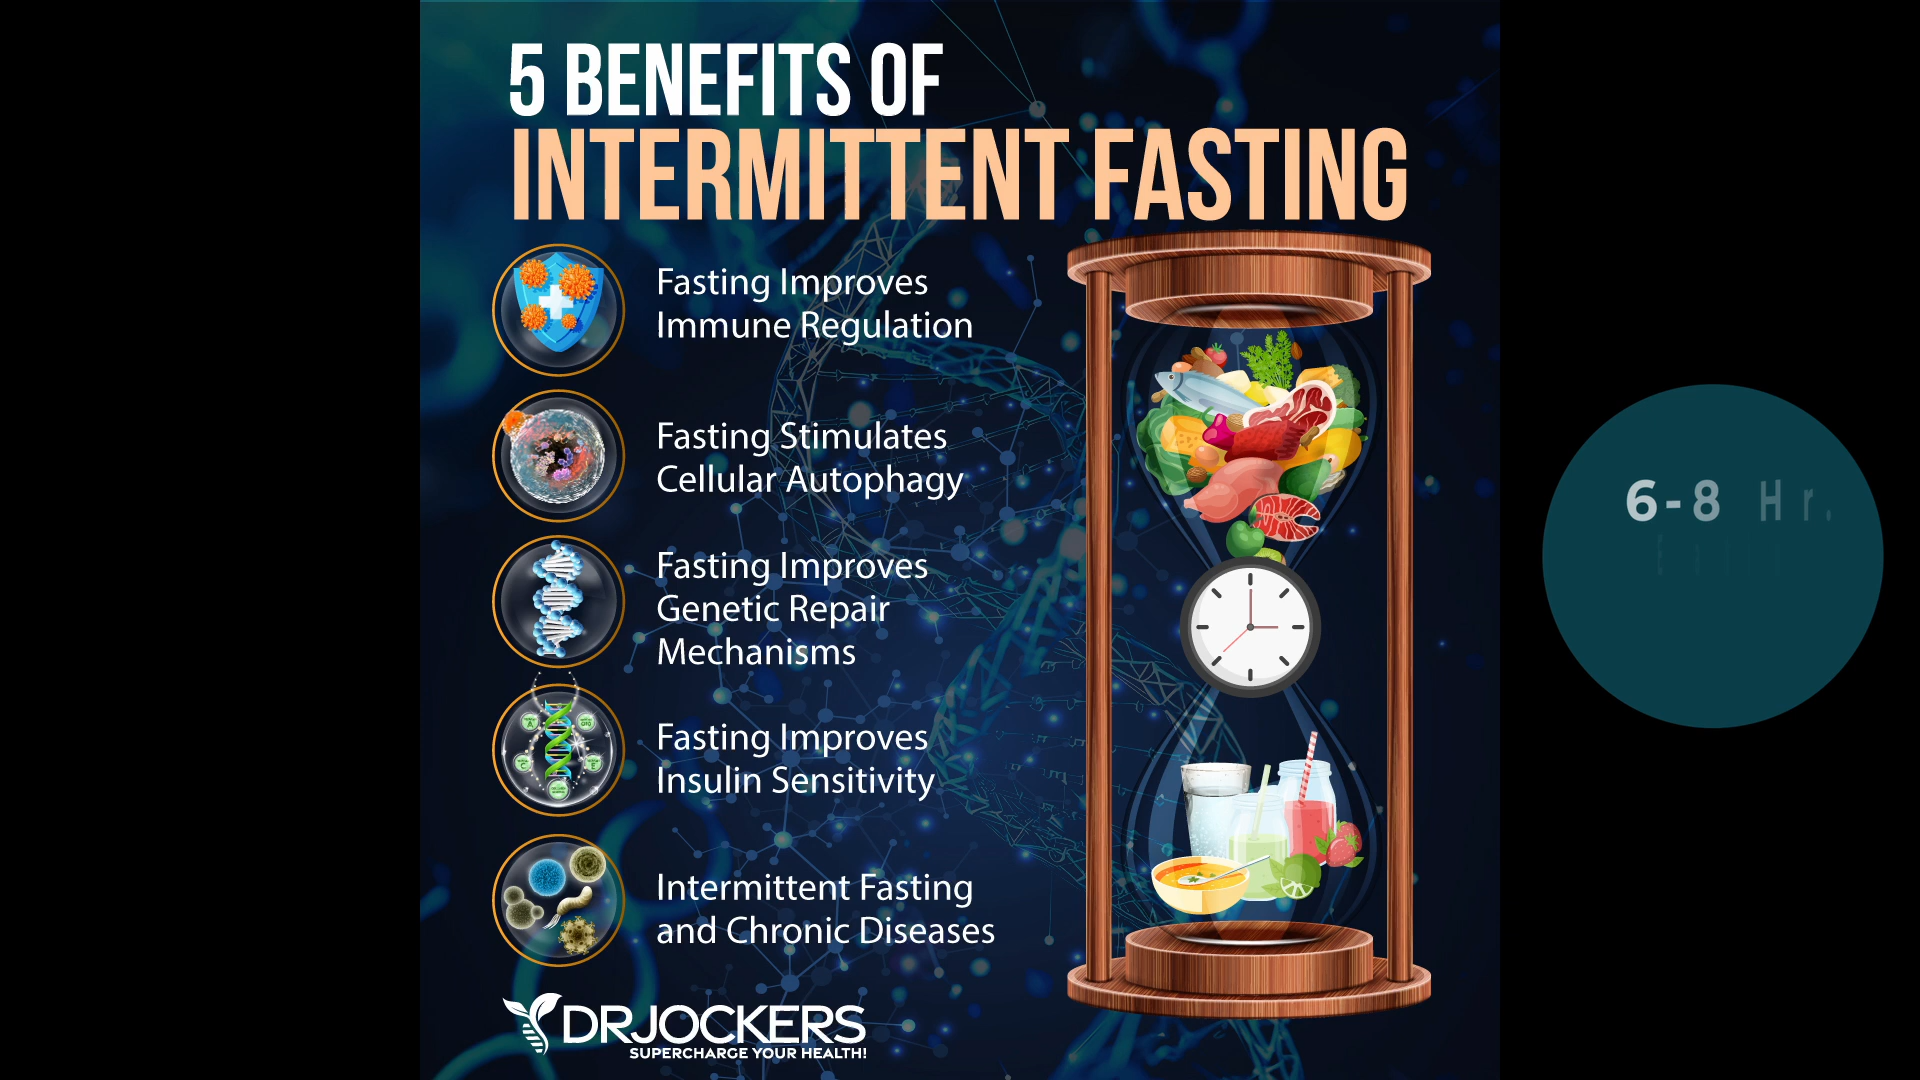 5 BENEFITS OF
INTERMITTENT FASTING
Fasting Improves
Immune Regulation
Fasting Stimulates
Cellular Autophagy
Fasting Improves
Genetic Repair
Mechanisms
Fasting Improves
Insulin Sensitivity
Intermittent Fasting
and Chronic Diseases
DRJOCKERS
SUPERCHARGE YOUR HEALTH!
6-8 Hr.